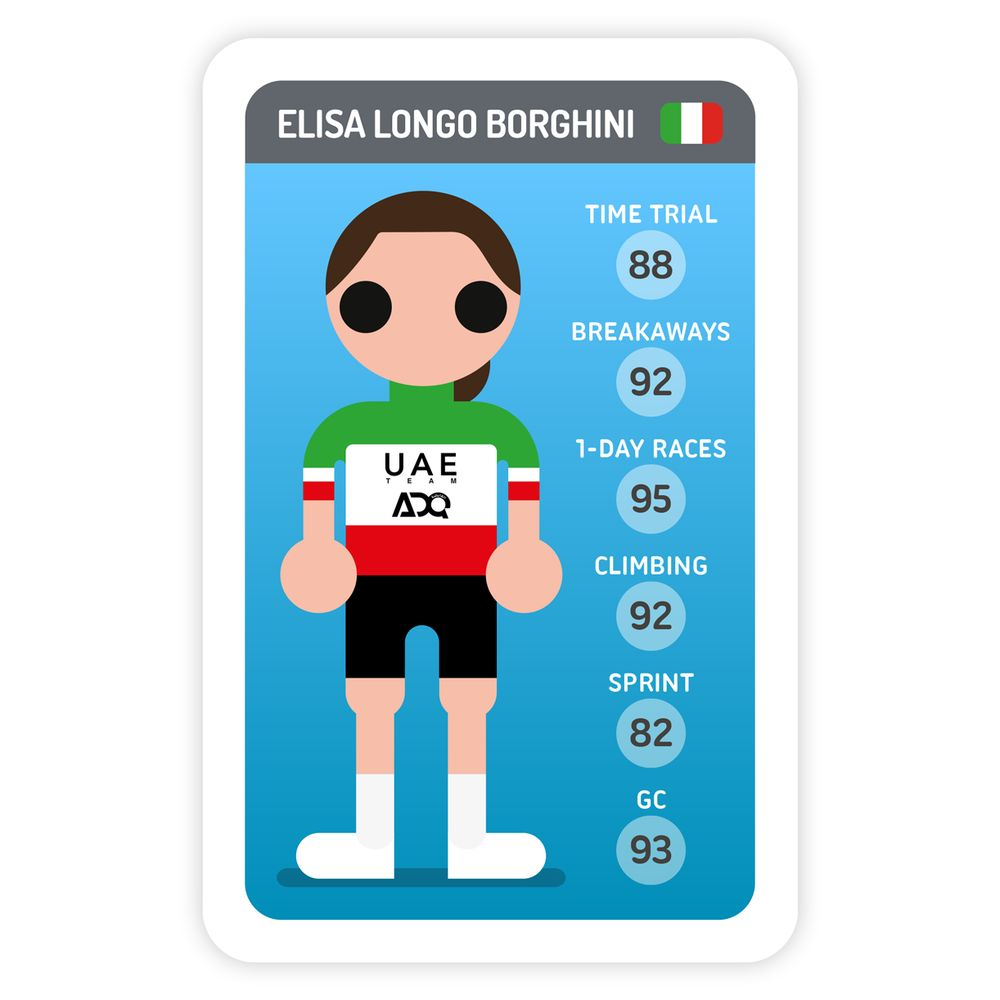 ELISA LONGO BORGHINI
TIME TRIAL
88
BREAKAWAYS
92
1-DAY RACES
95
CLIMBING
92
SPRINT
82
GC
93
UAE
TEAM
ADQ